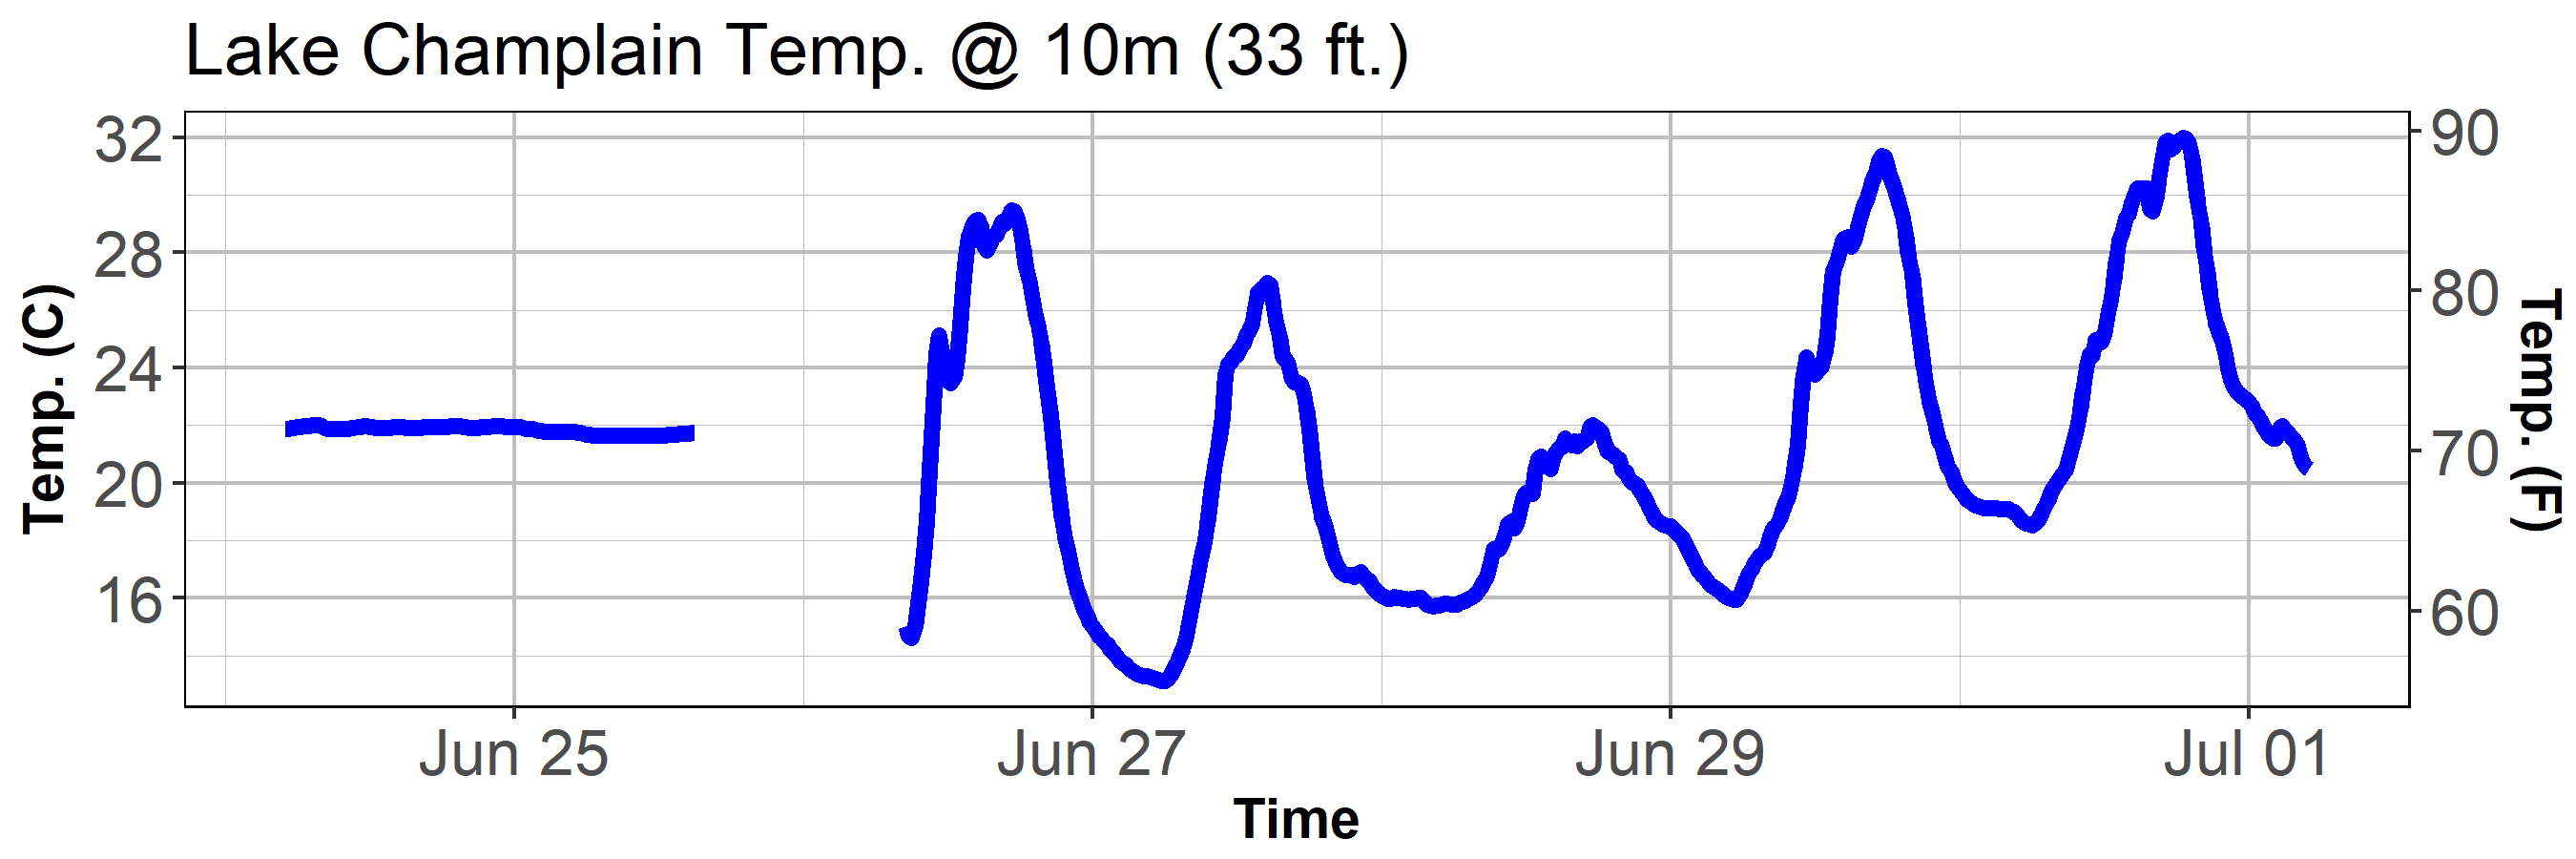 Lake Champlain Temp. @ 10m (33 ft.)
Temp. (C)
32
28
24
20
16
90
80
70
60
Temp. (F)
Jun 25 Jun 27 Jun 29 Jul 01
Time